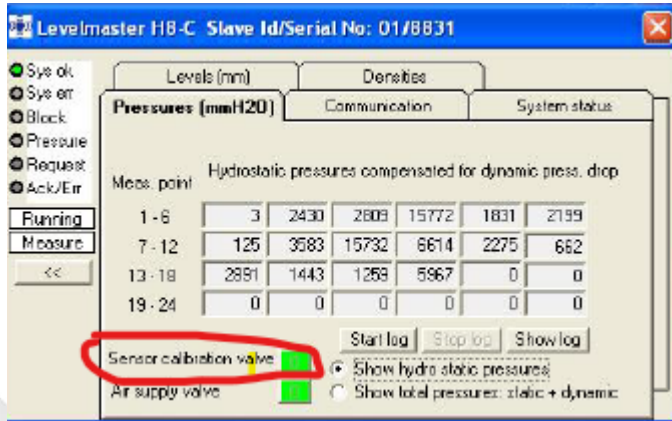 Levelmaster H8-C Slave Id/Serial No: 01/8831
Sys ok
Sys err
Block
Pressure
Request
Ack/Err
Running
Measure
<<
Levels (mm) Densities
Pressures (mmH2O) Communication System status
Hydrostatic pressures compensated for dynamic press. drop
Meas. point
1 - 6 3 2430 2809 15772 1831 2199
7 - 12 125 3583 15732 6614 2275 662
13 - 18 2891 1443 1259 5967 0 0
19 - 24 0 0 0 0 0 0
Start log Stop log Show log
Sensor calibration valve
Show hydro static pressures
Air supply valve
Show total pressures: static + dynamic